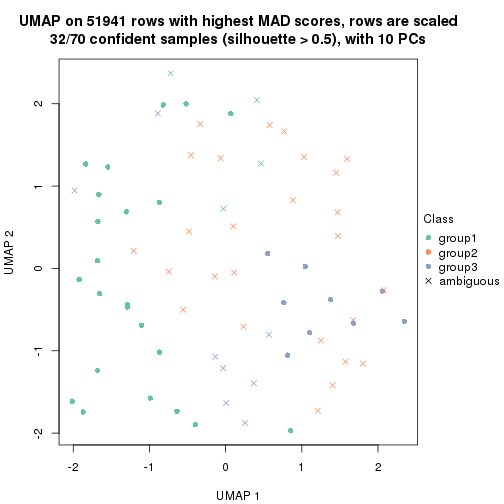 UMAP on 51941 rows with highest MAD scores, rows are scaled
32/70 confident samples (silhouette > 0.5), with 10 PCs
UMAP 2
2
1
0
-1
-2
-2
-1
0
1
2
UMAP 1
Class
group1
group2
group3
ambiguous